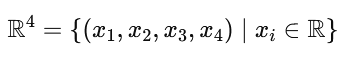 ℝ⁴ = {(x₁, x₂, x₃, x₄) | xᵢ ∈ ℝ}